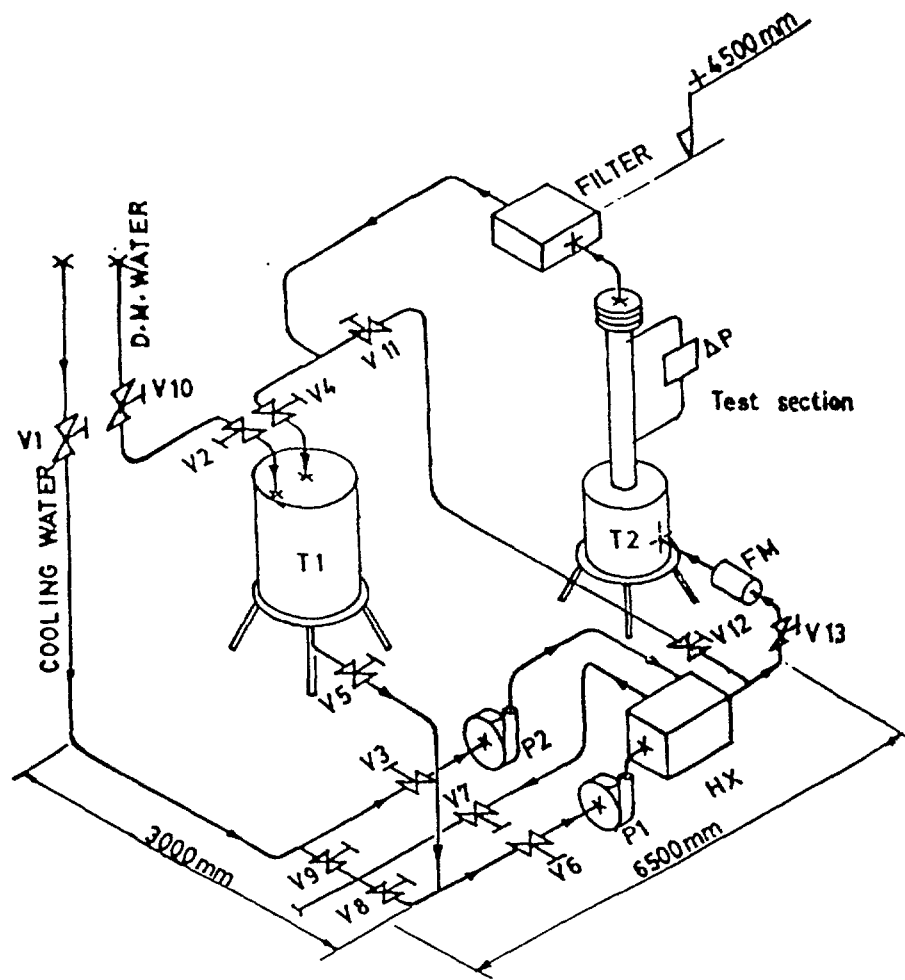 +4500mm
FILTER
D.M. WATER
V11
V10
V4
ΔP
V1
V2
Test section
COOLING WATER
T1
T2
FM
V12
V13
V5
P2
V3
HX
V7
P1
3000mm
V9
V6
6500mm
V8